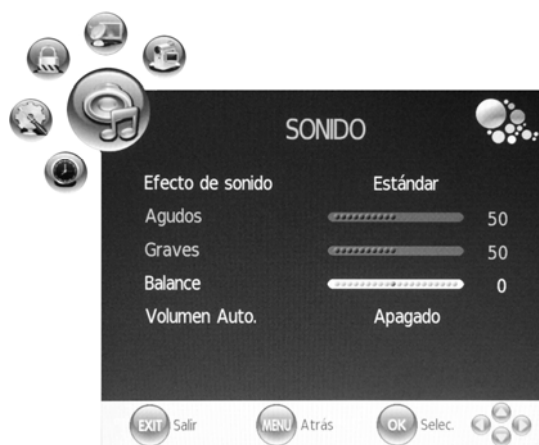 SONIDO
Efecto de sonido Estándar
Agudos 50
Graves 50
Balance 0
Volumen Auto. Apagado
EXIT Salir MENU Atrás OK Selec.